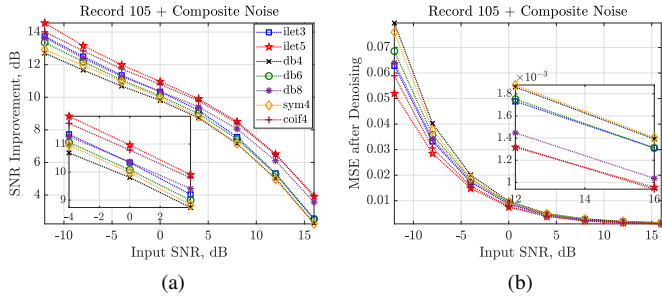 Record 105 + Composite Noise
SNR Improvement, dB
14
12
10
8
6
4
-10
-5
0
5
10
15
Input SNR, dB
ilet3
ilet5
db4
db6
db8
sym4
coif4
11
10
9
-4
-2
0
2
4
(a)
Record 105 + Composite Noise
MSE after Denoising
0.07
0.06
0.05
0.04
0.03
0.02
0.01
-10
-5
0
5
10
15
Input SNR, dB
×10⁻³
1.8
1.6
1.4
1.2
1
12
14
16
(b)